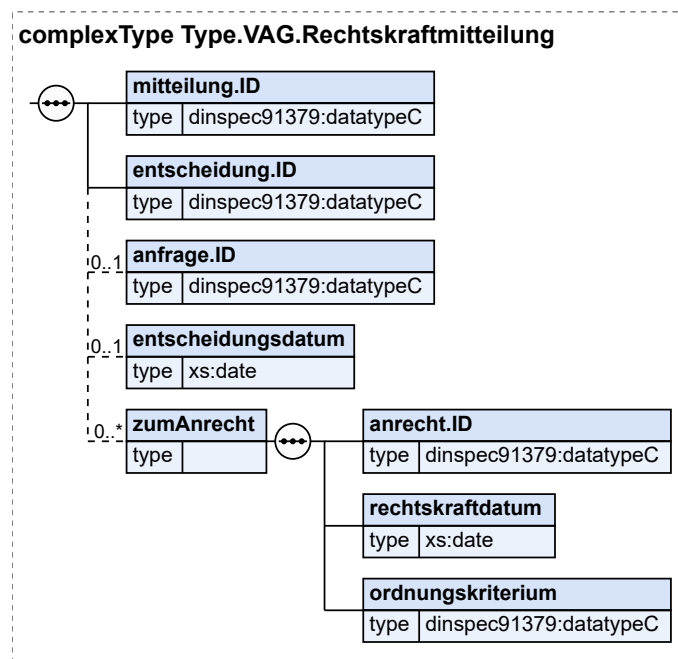 complexType Type.VAG.Rechtskraftmitteilung
mitteilung.ID
type dinspec91379:datatypeC
entscheidung.ID
type dinspec91379:datatypeC
0..1 anfrage.ID
type dinspec91379:datatypeC
0..1 entscheidungsdatum
type xs:date
0..* zumAnrecht
type
anrecht.ID
type dinspec91379:datatypeC
rechtskraftdatum
type xs:date
ordnungskriterium
type dinspec91379:datatypeC